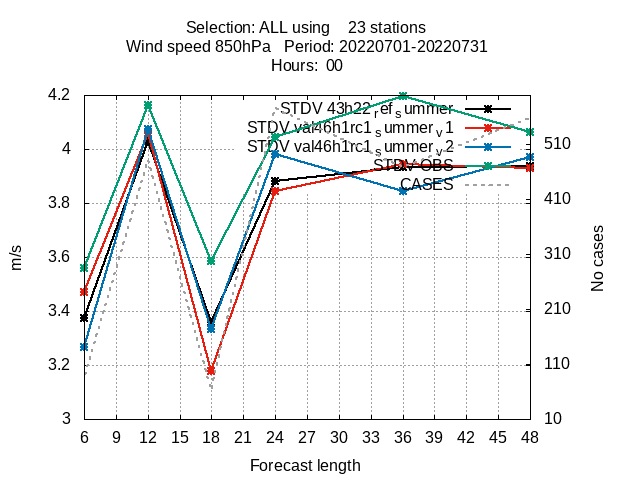 Selection: ALL using 23 stations
Wind speed 850hPa Period: 20220701-20220731
Hours: 00
4.2
4
3.8
3.6
3.4
3.2
3
m/s
STDV 43h22_ref_summer
STDV val46h1rc1_summer_v1
STDV val46h1rc1_summer_v2
STDV OBS
CASES
510
410
310
210
110
10
No cases
6 9 12 15 18 21 24 27 30 33 36 39 42 45 48
Forecast length